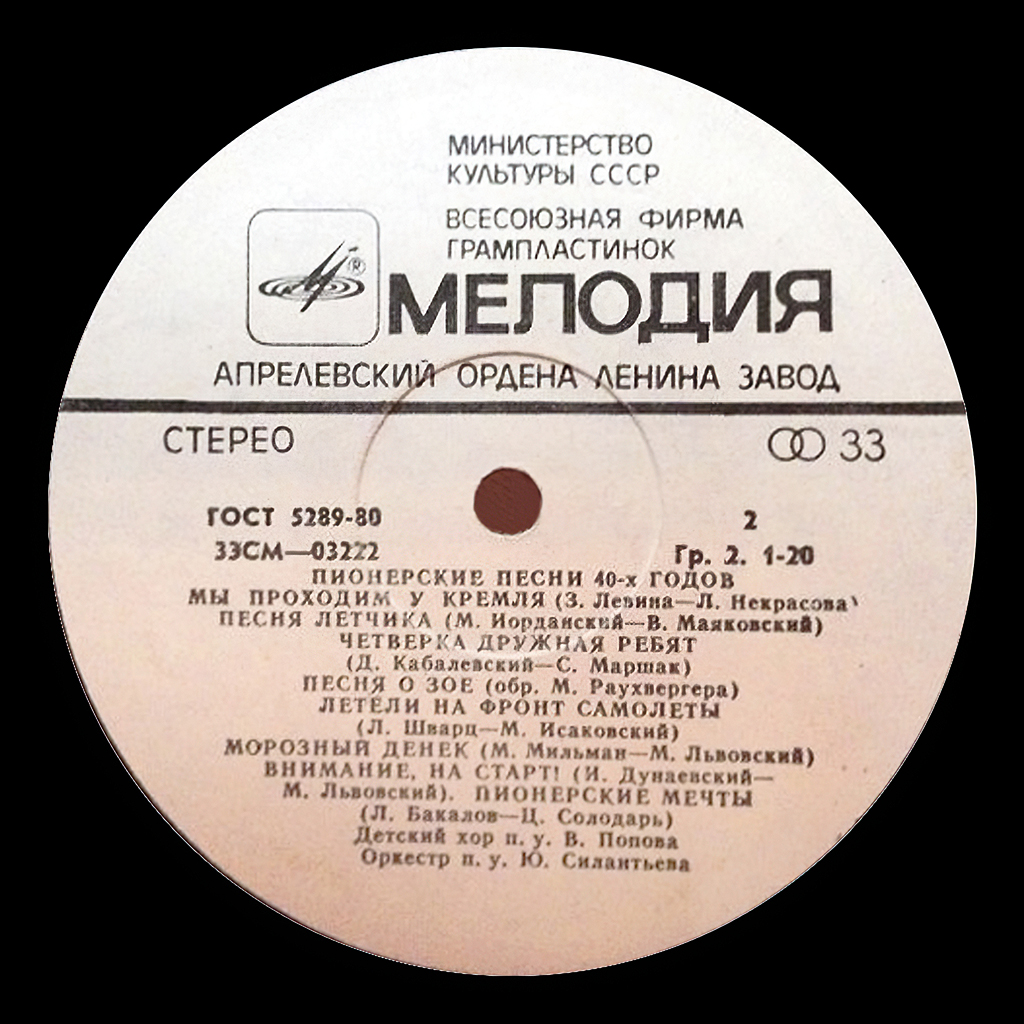 МИНИСТЕРСТВО
КУЛЬТУРЫ СССР
ВСЕСОЮЗНАЯ ФИРМА
ГРАМПЛАСТИНОК
®
МЕЛОДИЯ
АПРЕЛЕВСКИЙ ОРДЕНА ЛЕНИНА ЗАВОД
СТЕРЕО 33
ГОСТ 5289-80 2
33СМ—03222 Гр. 2. 1-20
ПИОНЕРСКИЕ ПЕСНИ 40-х ГОДОВ
МЫ ПРОХОДИМ У КРЕМЛЯ (З. Левина—Л. Некрасова)
ПЕСНЯ ЛЕТЧИКА (М. Иорданский—В. Маяковский)
ЧЕТВЕРКА ДРУЖНАЯ РЕБЯТ
(Д. Кабалевский—С. Маршак)
ПЕСНЯ О ЗОЕ (обр. М. Раухвергера)
ЛЕТЕЛИ НА ФРОНТ САМОЛЕТЫ
(Л. Шварц—М. Исаковский)
МОРОЗНЫЙ ДЕНЕК (М. Мильман—М. Львовский)
ВНИМАНИЕ, НА СТАРТ! (И. Дунаевский—
М. Львовский). ПИОНЕРСКИЕ МЕЧТЫ
(Л. Бакалов—Ц. Солодарь)
Детский хор п. у. В. Попова
Оркестр п. у. Ю. Силантьева